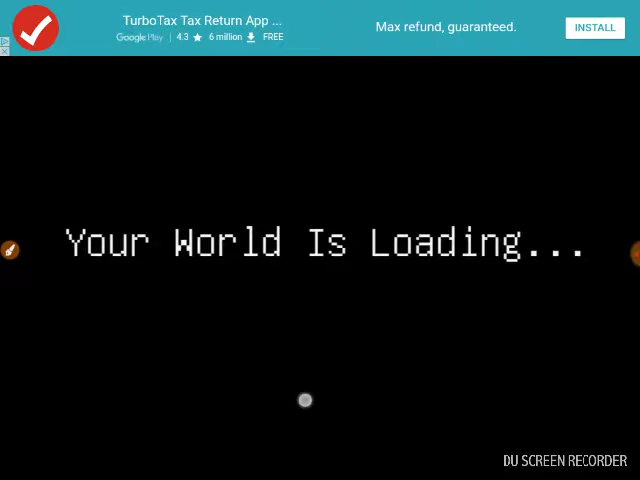 TurboTax Tax Return App ...
Google Play | 4.3 ★ 6 million FREE
Max refund, guaranteed.
INSTALL
Your World Is Loading...
DU SCREEN RECORDER